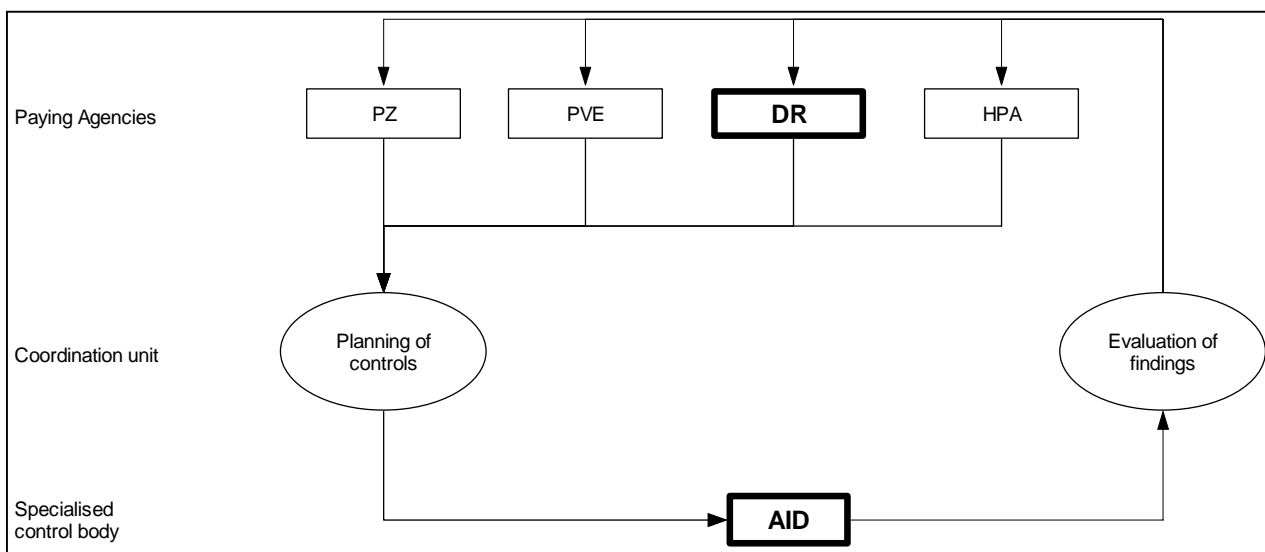 Paying Agencies
PZ
PVE
DR
HPA
Coordination unit
Planning of
controls
Evaluation of
findings
Specialised
control body
AID